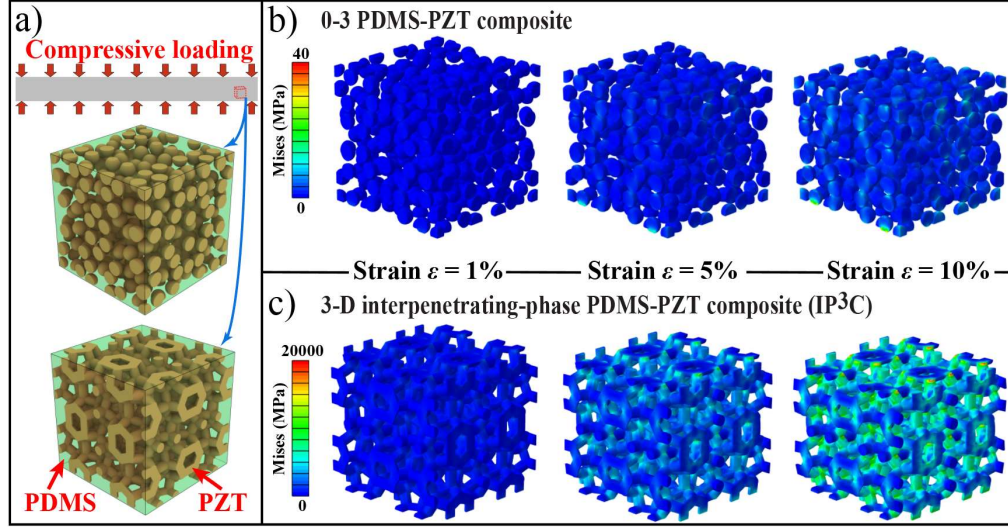 a)
Compressive loading
PDMS
PZT
b) 0-3 PDMS-PZT composite
40
Mises (MPa)
0
Strain ε = 1%
Strain ε = 5%
Strain ε = 10%
c) 3-D interpenetrating-phase PDMS-PZT composite (IP³C)
20000
Mises (MPa)
0